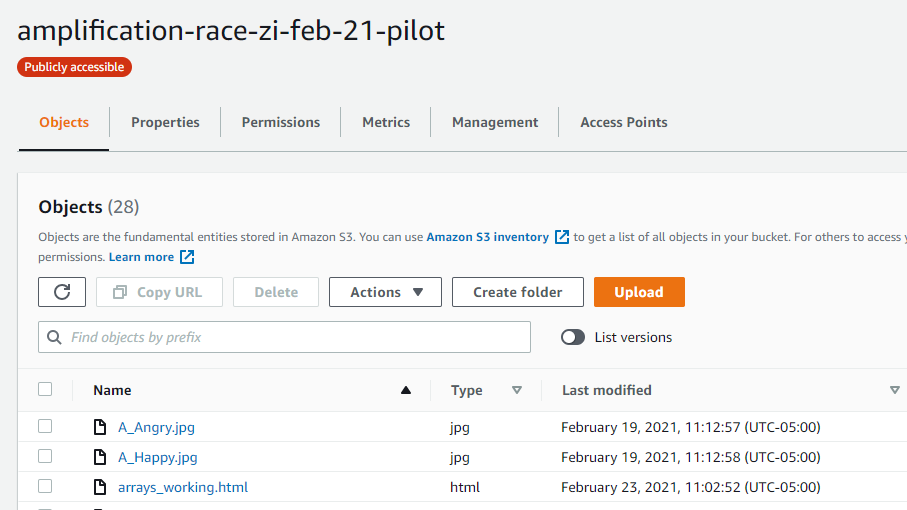 amplification-race-zi-feb-21-pilot
Publicly accessible
Objects Properties Permissions Metrics Management Access Points
Objects (28)
Objects are the fundamental entities stored in Amazon S3. You can use Amazon S3 inventory to get a list of all objects in your bucket. For others to access
permissions. Learn more
Copy URL Delete Actions Create folder Upload
Find objects by prefix List versions
Name Type Last modified
A_Angry.jpg jpg February 19, 2021, 11:12:57 (UTC-05:00)
A_Happy.jpg jpg February 19, 2021, 11:12:58 (UTC-05:00)
arrays_working.html html February 23, 2021, 11:02:52 (UTC-05:00)